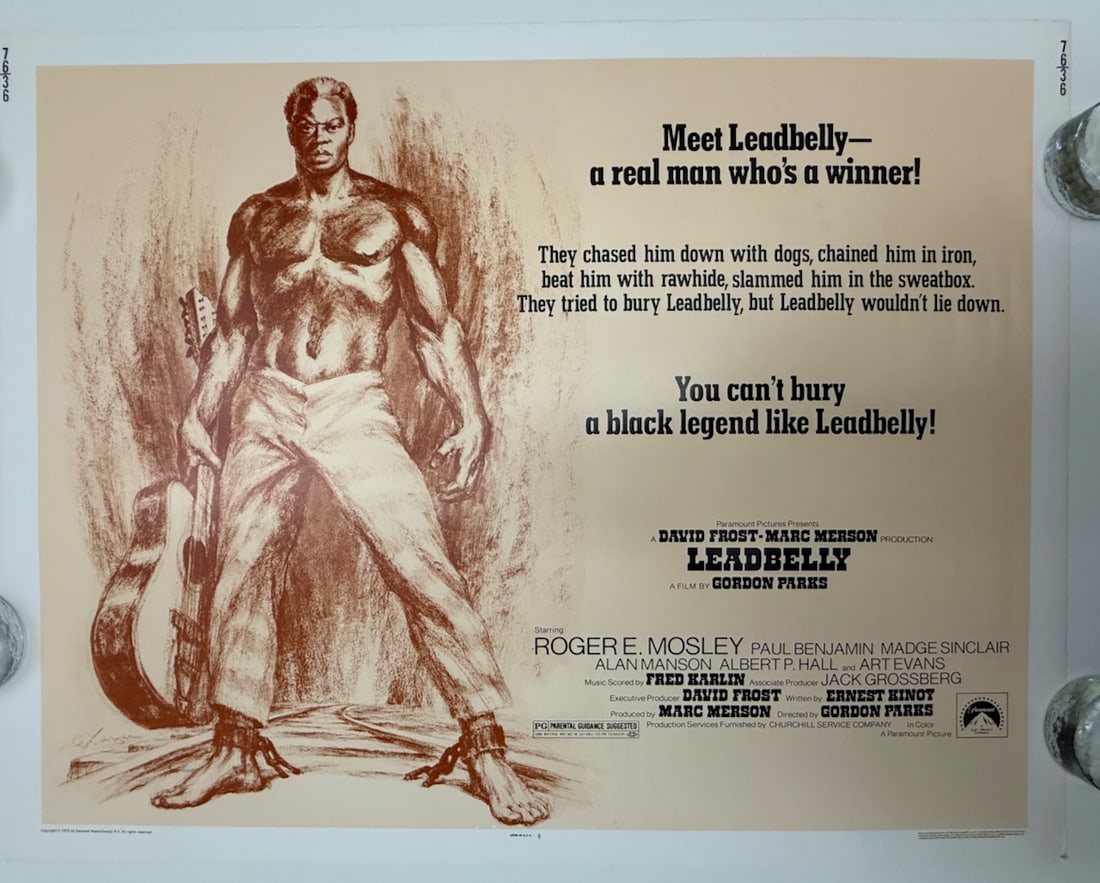 76/36
76/36
Meet Leadbelly—
a real man who's a winner!
They chased him down with dogs, chained him in iron,
beat him with rawhide, slammed him in the sweatbox.
They tried to bury Leadbelly, but Leadbelly wouldn't lie down.
You can't bury
a black legend like Leadbelly!
Paramount Pictures Presents
A DAVID FROST-MARC MERSON PRODUCTION
LEADBELLY
A FILM BY GORDON PARKS
Starring
ROGER E. MOSLEY PAUL BENJAMIN MADGE SINCLAIR
ALAN MANSON ALBERT P. HALL and ART EVANS
Music Scored by FRED KARLIN Associate Producer JACK GROSSBERG
Executive Producer DAVID FROST Written by ERNEST KINOY
Produced by MARC MERSON Directed by GORDON PARKS
PG PARENTAL GUIDANCE SUGGESTED
Production Services Furnished by CHURCHILL SERVICE COMPANY In Color
A Paramount Picture
Paramount